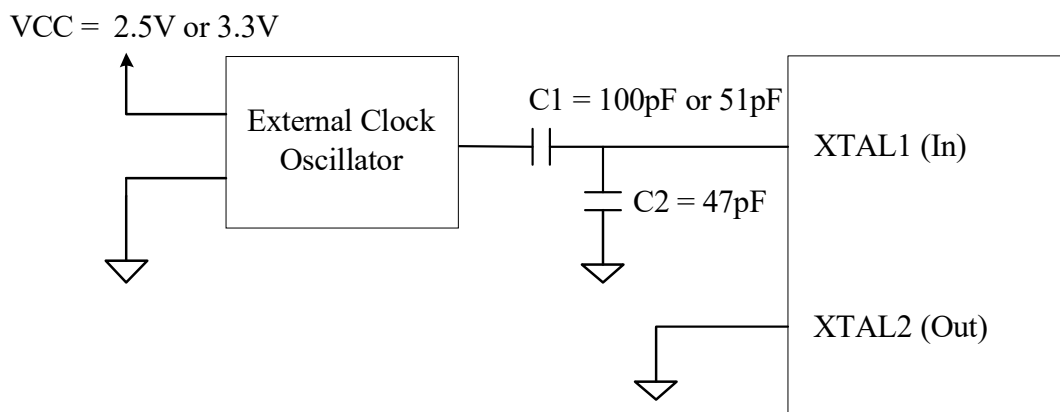 VCC =  2.5V or 3.3V
External Clock
Oscillator
C1 = 100pF or 51pF
C2 = 47pF
XTAL1 (In)
XTAL2 (Out)